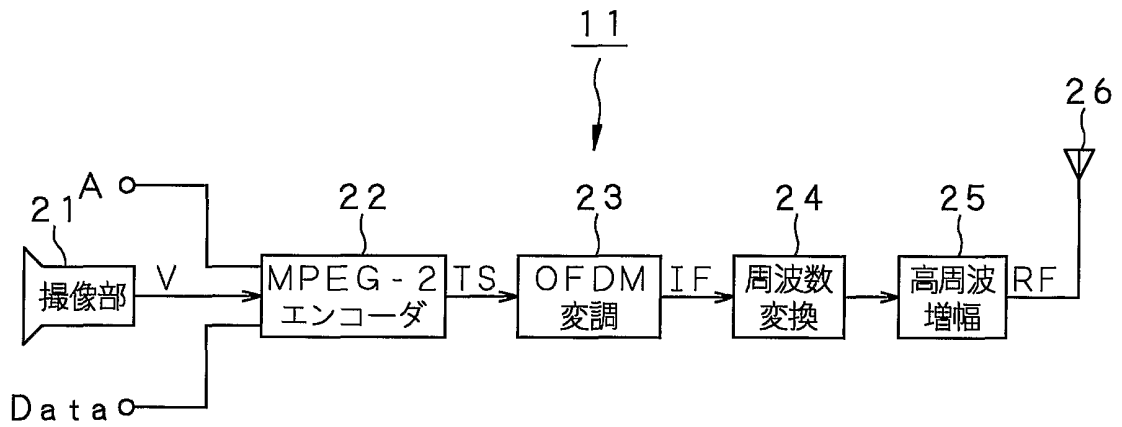 11
26
A
21
22
23
24
25
撮像部
V
MPEG-2
エンコーダ
TS
OFDM
変調
IF
周波数
変換
高周波
増幅
RF
Data